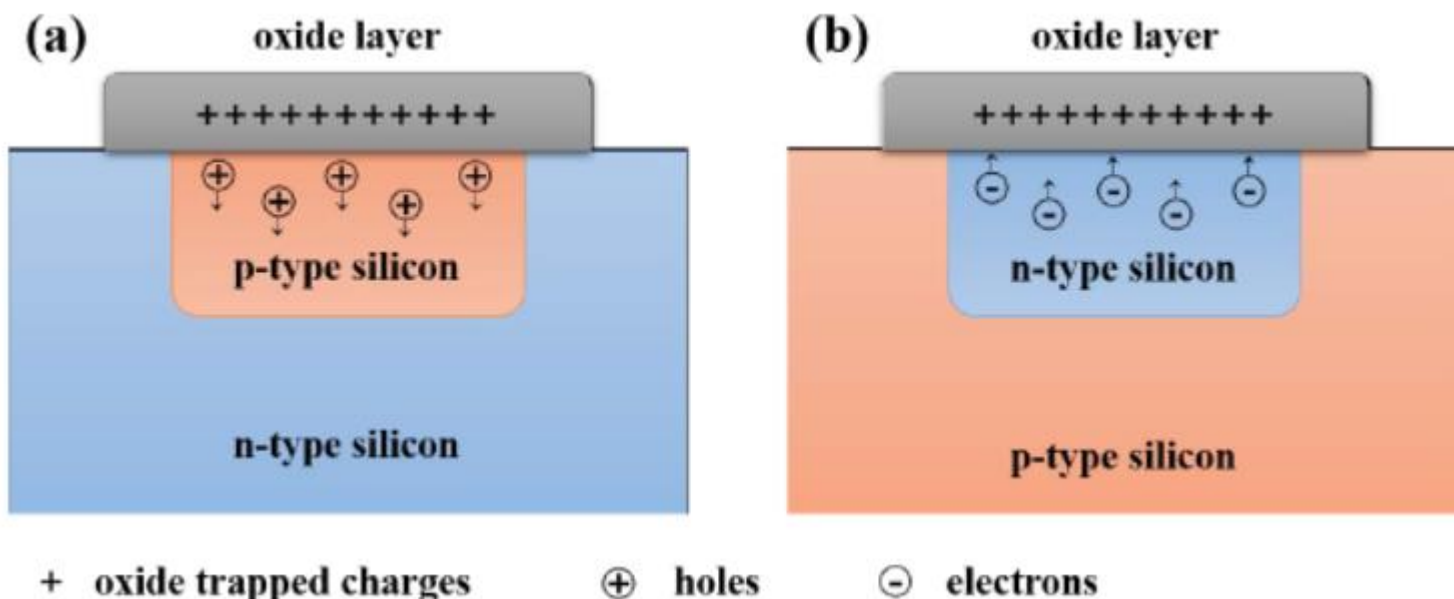 (a) oxide layer
+++++++++++
p-type silicon
n-type silicon
(b) oxide layer
+++++++++++
n-type silicon
p-type silicon
+ oxide trapped charges ⊕ holes ⊖ electrons